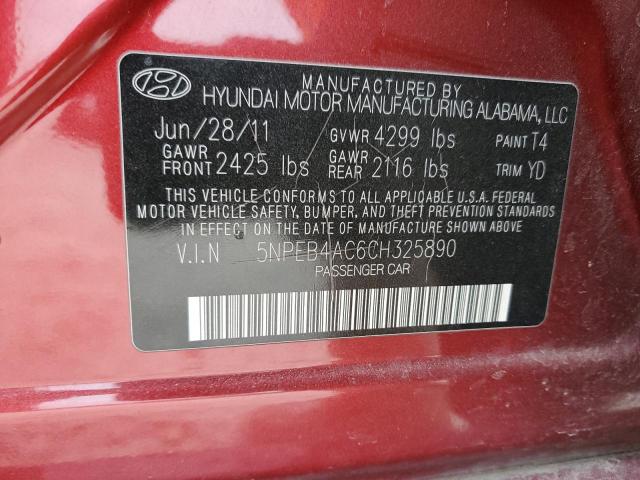 MANUFACTURED BY
HYUNDAI MOTOR MANUFACTURING ALABAMA, LLC
Jun/28/11 GVWR 4299 lbs PAINT T4
GAWR FRONT 2425 lbs GAWR REAR 2116 lbs TRIM YD
THIS VEHICLE CONFORMS TO ALL APPLICABLE U.S.A. FEDERAL
MOTOR VEHICLE SAFETY, BUMPER, AND THEFT PREVENTION STANDARDS
IN EFFECT ON THE DATE OF MANUFACTURE SHOWN ABOVE.
V.I.N 5NPEB4AC6CH325890
PASSENGER CAR